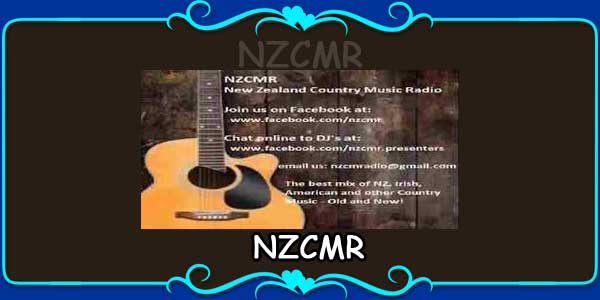 NZCMR
NZCMR
New Zealand Country Music Radio
Join us on Facebook at:
www.facebook.com/nzcmr
Chat online to DJ's at:
www.facebook.com/nzcmr.presenters
email us: nzcmradio@gmail.com
The best mix of NZ, Irish,
American and other Country
Music - Old and New!
NZCMR